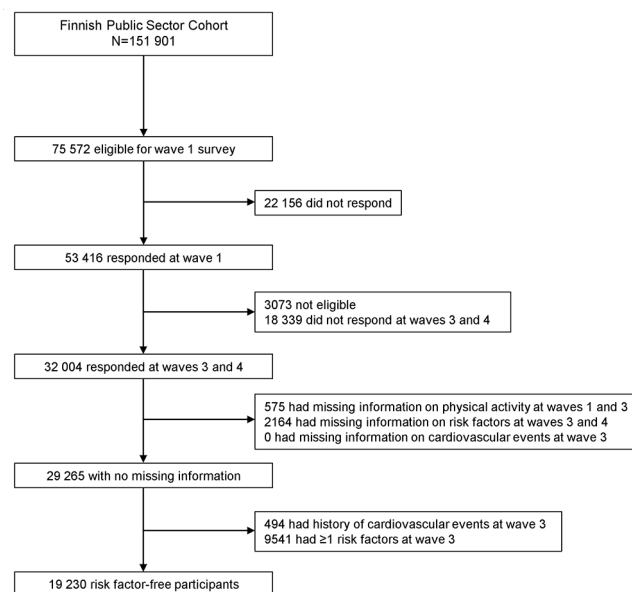 Finnish Public Sector Cohort
N=151 901
75 572 eligible for wave 1 survey
22 156 did not respond
53 416 responded at wave 1
3073 not eligible
18 339 did not respond at waves 3 and 4
32 004 responded at waves 3 and 4
575 had missing information on physical activity at waves 1 and 3
2164 had missing information on risk factors at waves 3 and 4
0 had missing information on cardiovascular events at wave 3
29 265 with no missing information
494 had history of cardiovascular events at wave 3
9541 had ≥1 risk factors at wave 3
19 230 risk factor-free participants